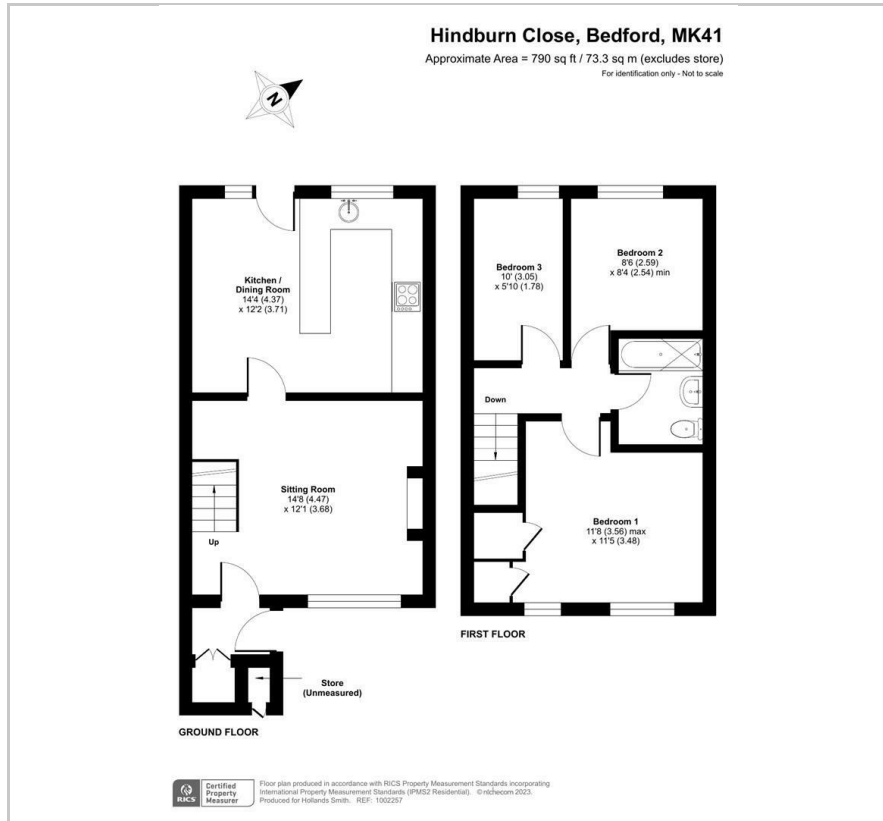 Hindburn Close, Bedford, MK41
Approximate Area = 790 sq ft / 73.3 sq m (excludes store)
For identification only - Not to scale
N
Kitchen /
Dining Room
14'4 (4.37)
x 12'2 (3.71)
Sitting Room
14'8 (4.47)
x 12'1 (3.68)
Up
Store
(Unmeasured)
GROUND FLOOR
Bedroom 3
10' (3.05)
x 5'10 (1.78)
Bedroom 2
8'6 (2.59)
x 8'4 (2.54) min
Down
Bedroom 1
11'8 (3.56) max
x 11'5 (3.48)
FIRST FLOOR
RICS
Certified
Property
Measurer
Floor plan produced in accordance with RICS Property Measurement Standards incorporating
International Property Measurement Standards (IPMS2 Residential). © nichecom 2023.
Produced for Hollands Smith. REF: 1002257